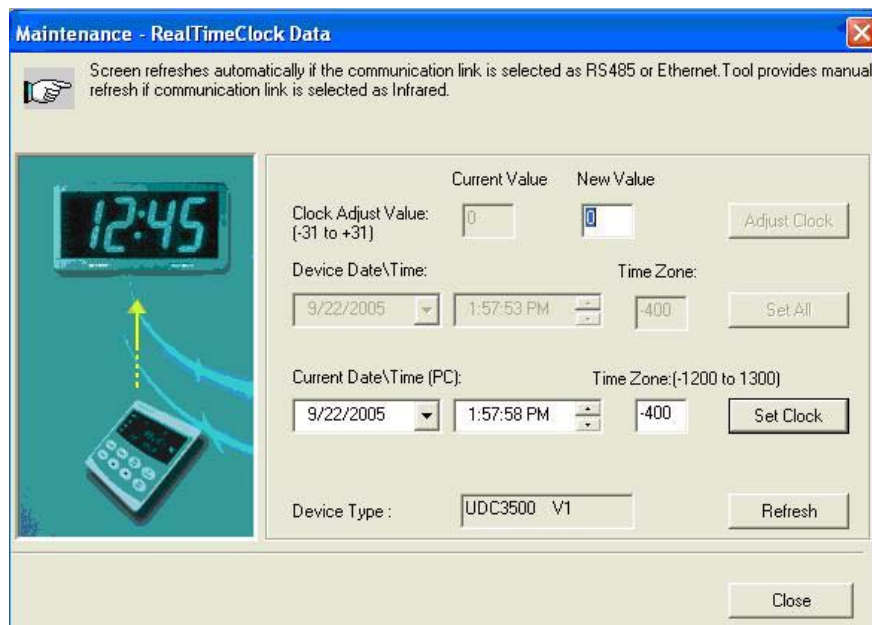 Maintenance - RealTimeClock Data
Screen refreshes automatically if the communication link is selected as RS485 or Ethernet.Tool provides manual
refresh if communication link is selected as Infrared.
12:45
Current Value New Value
Clock Adjust Value: 0 0 Adjust Clock
(-31 to +31)
Device Date\Time: Time Zone:
9/22/2005 1:57:53 PM -400 Set All
Current Date\Time (PC): Time Zone:(-1200 to 1300)
9/22/2005 1:57:58 PM -400 Set Clock
Device Type : UDC3500 V1 Refresh
Close